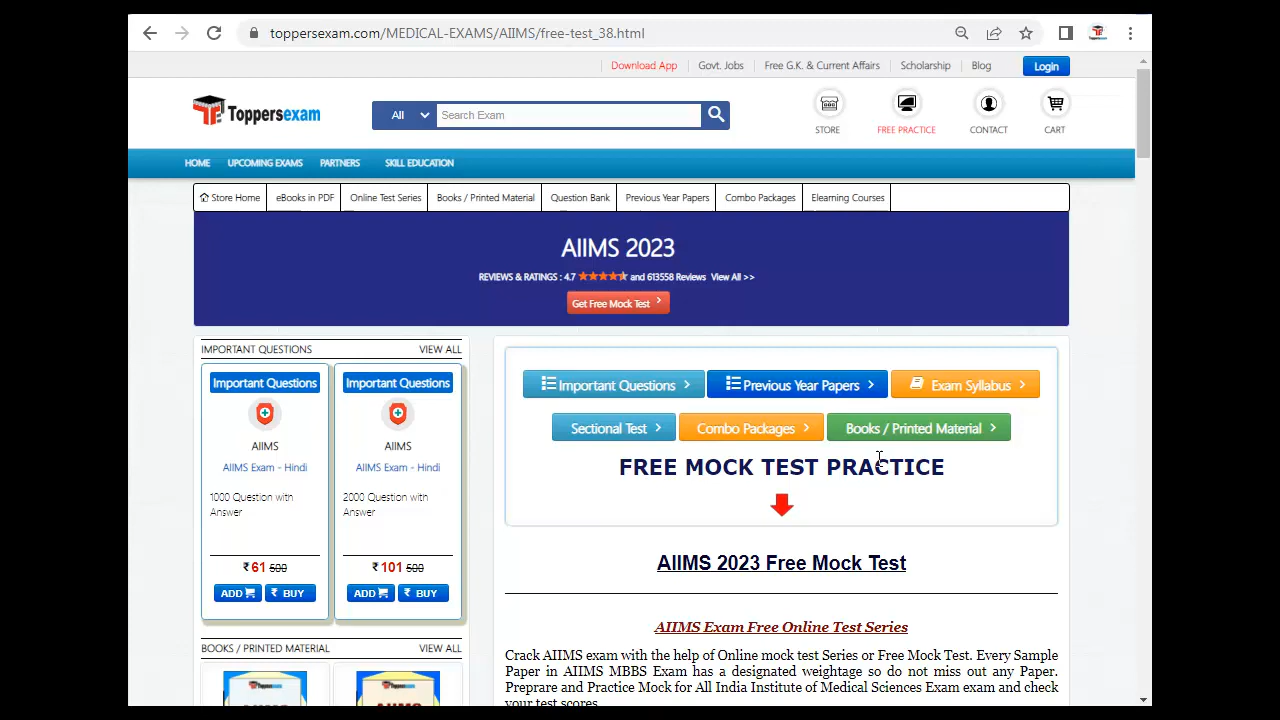 toppersexam.com/MEDICAL-EXAMS/AIIMS/free-test_38.html
Download App Govt. Jobs Free G.K. & Current Affairs Scholarship Blog Login
Toppersexam All Search Exam
STORE FREE PRACTICE CONTACT CART
HOME UPCOMING EXAMS PARTNERS SKILL EDUCATION
Store Home eBooks in PDF Online Test Series Books / Printed Material Question Bank Previous Year Papers Combo Packages Elearning Courses
AIIMS 2023
REVIEWS & RATINGS : 4.7 and 613558 Reviews View All >>
Get Free Mock Test
IMPORTANT QUESTIONS VIEW ALL
Important Questions
AIIMS
AIIMS Exam - Hindi
1000 Question with
Answer
₹ 61 500
ADD ₹ BUY
Important Questions
AIIMS
AIIMS Exam - Hindi
2000 Question with
Answer
₹ 101 500
ADD ₹ BUY
BOOKS / PRINTED MATERIAL VIEW ALL
Toppersexam
Toppersexam
Important Questions Previous Year Papers Exam Syllabus
Sectional Test Combo Packages Books / Printed Material
FREE MOCK TEST PRACTICE
AIIMS 2023 Free Mock Test
AIIMS Exam Free Online Test Series
Crack AIIMS exam with the help of Online mock test Series or Free Mock Test. Every Sample
Paper in AIIMS MBBS Exam has a designated weightage so do not miss out any Paper.
Preprare and Practice Mock for All India Institute of Medical Sciences Exam exam and check
your test scores.